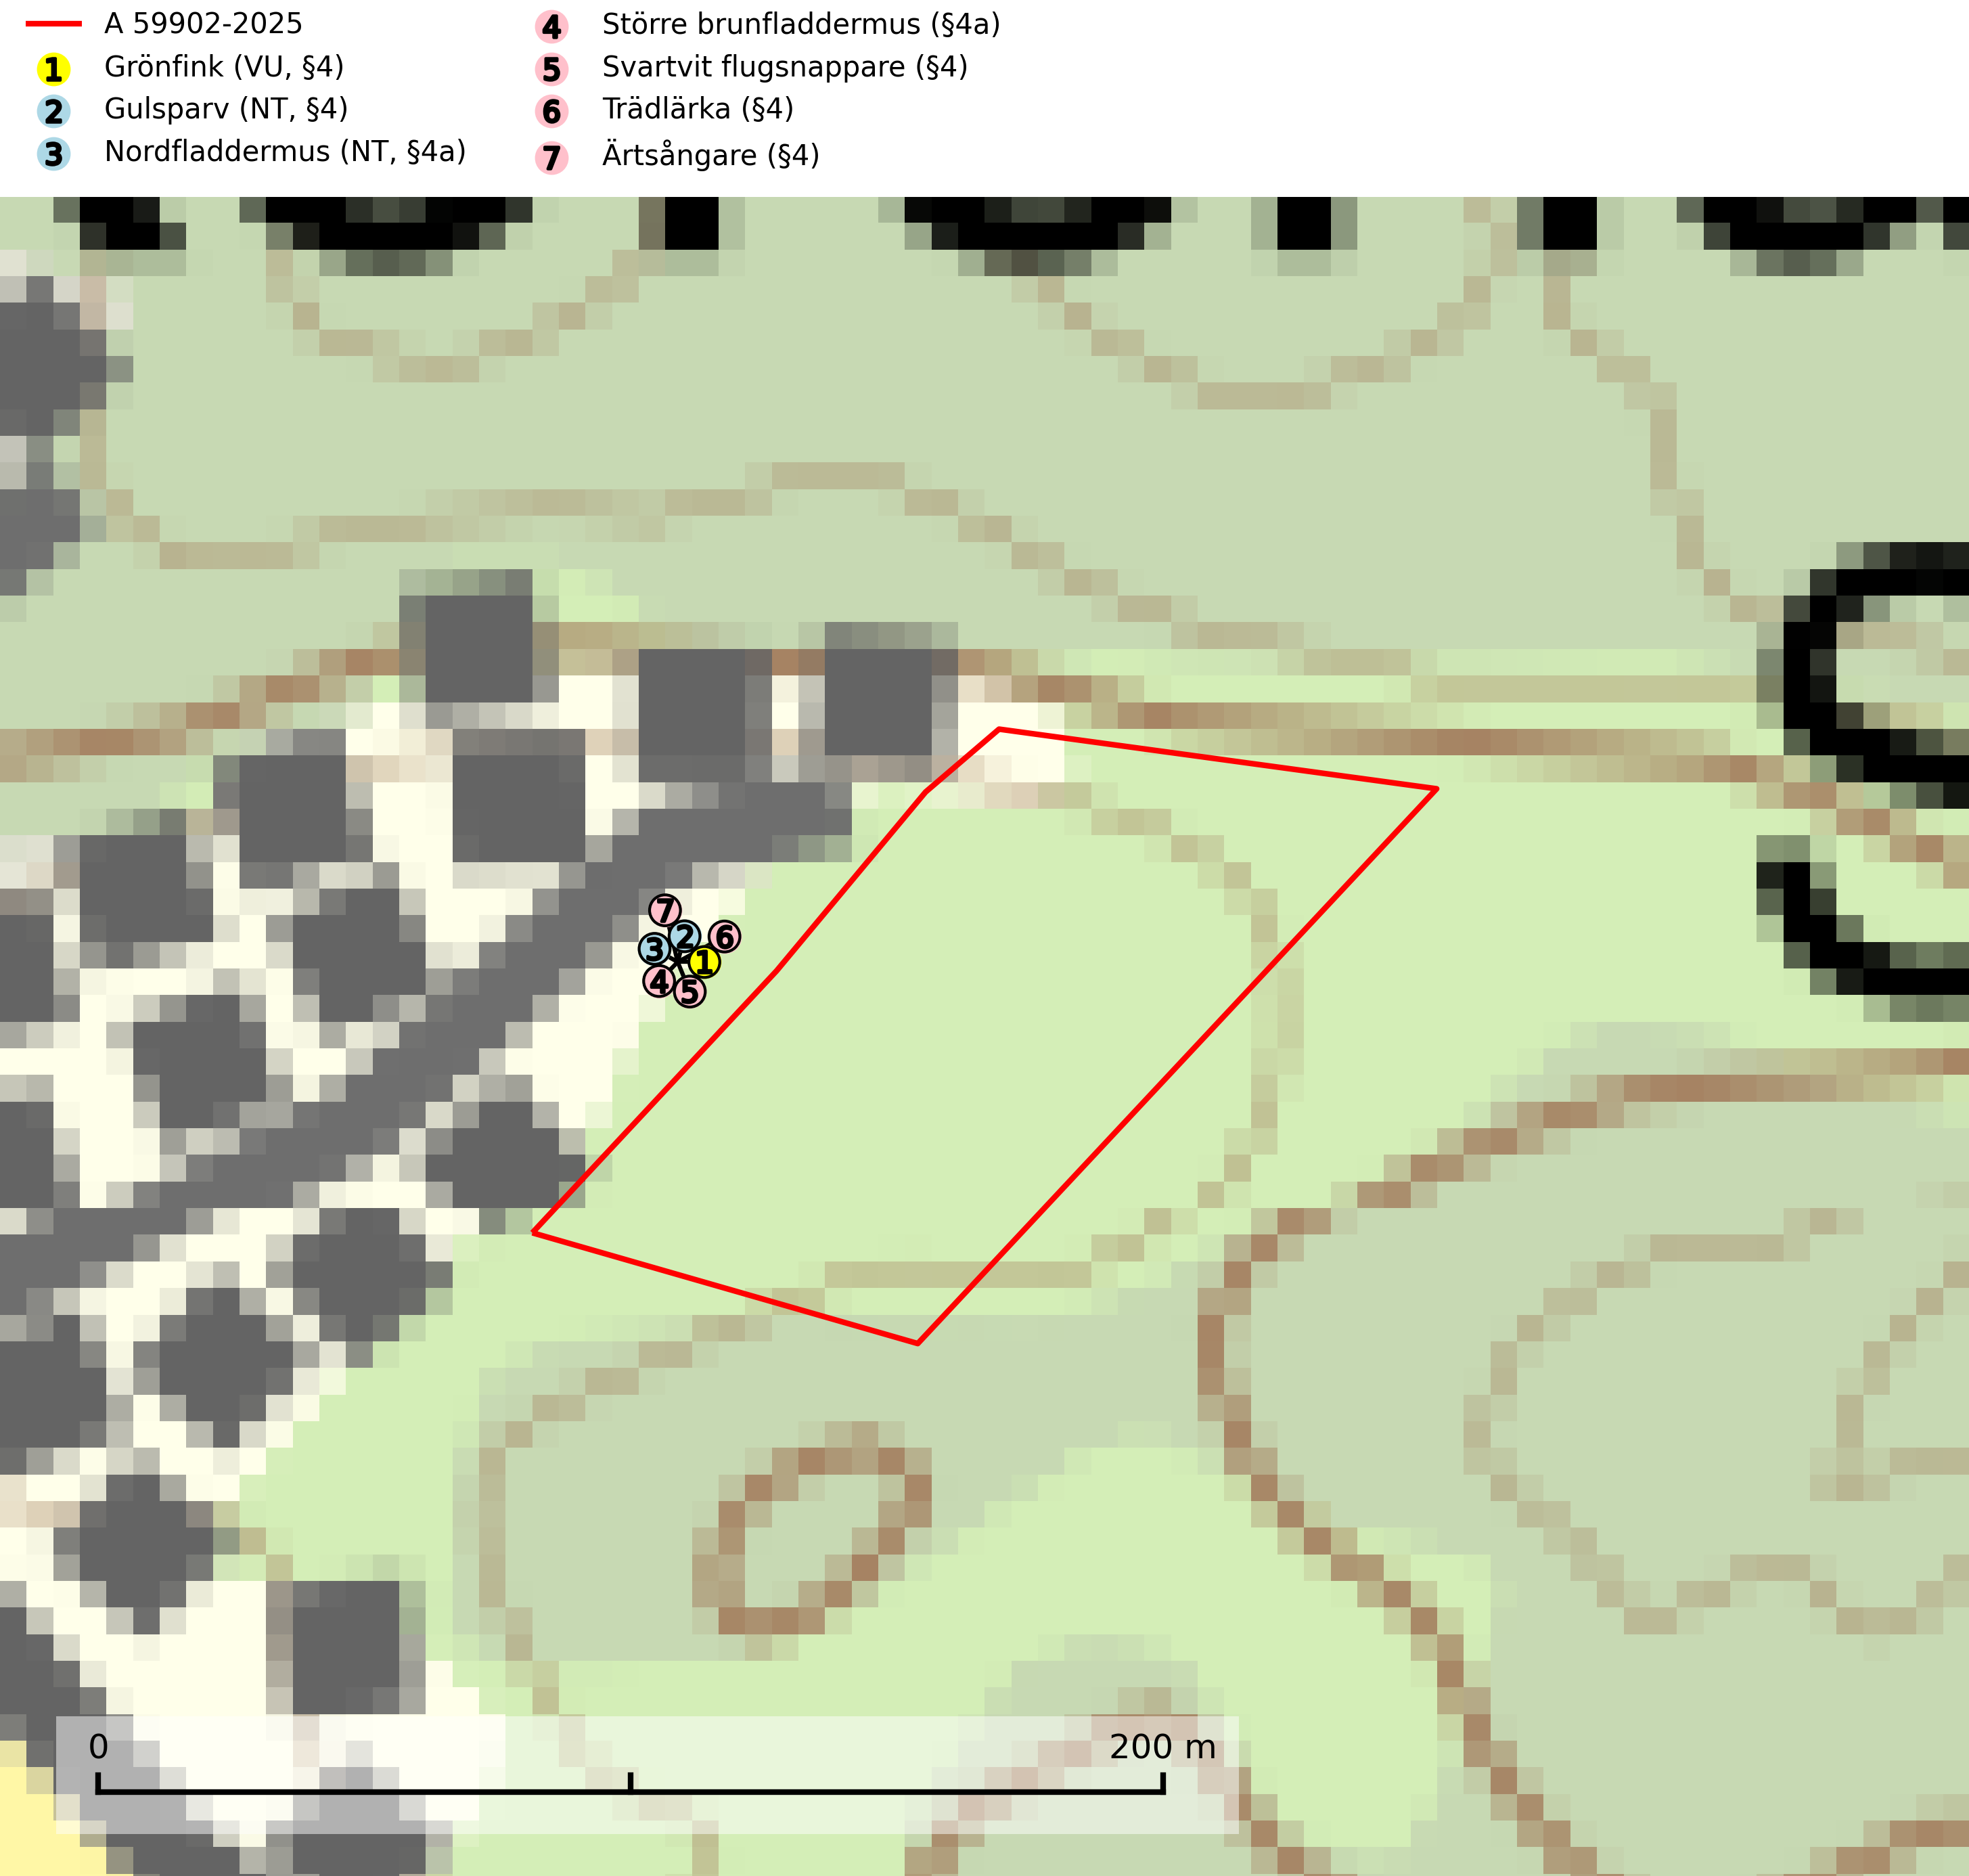 A 59902-2025
1 Grönfink (VU, §4)
2 Gulsparv (NT, §4)
3 Nordfladdermus (NT, §4a)
4 Större brunfladdermus (§4a)
5 Svartvit flugsnappare (§4)
6 Trädlärka (§4)
7 Ärtsångare (§4)
7
2 6
3 1
4 5
0 200 m